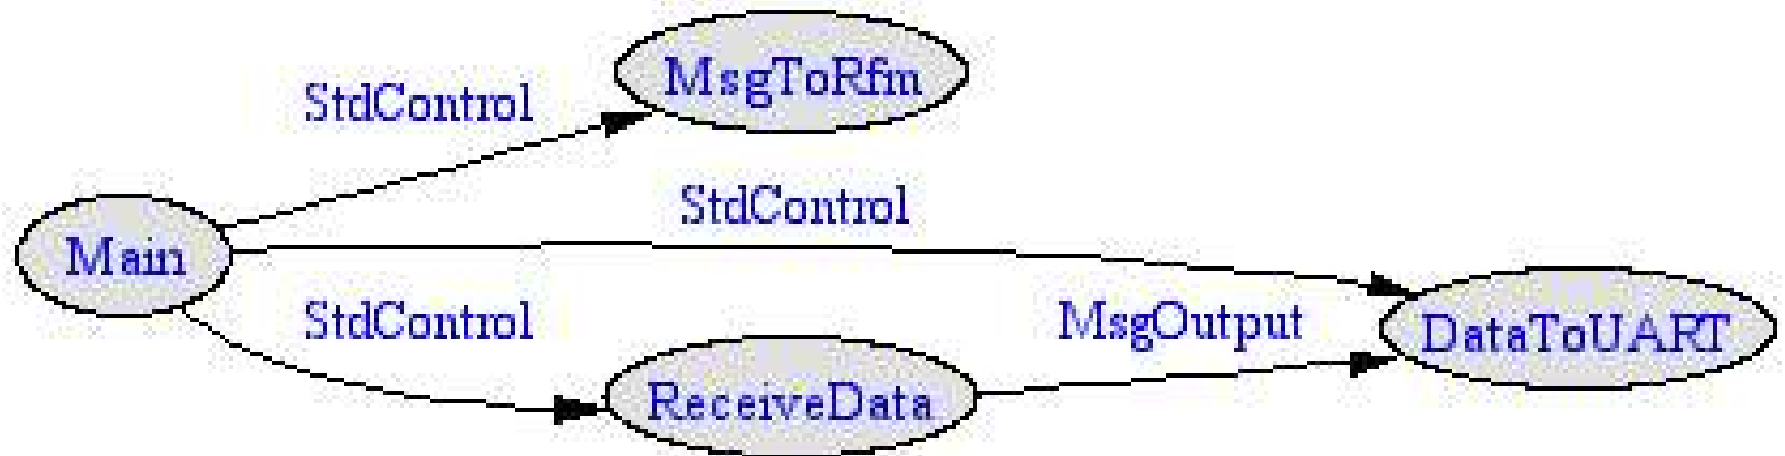 MsgToRfm
StdControl
StdControl
Main
StdControl
MsgOutput
DataToUART
ReceiveData